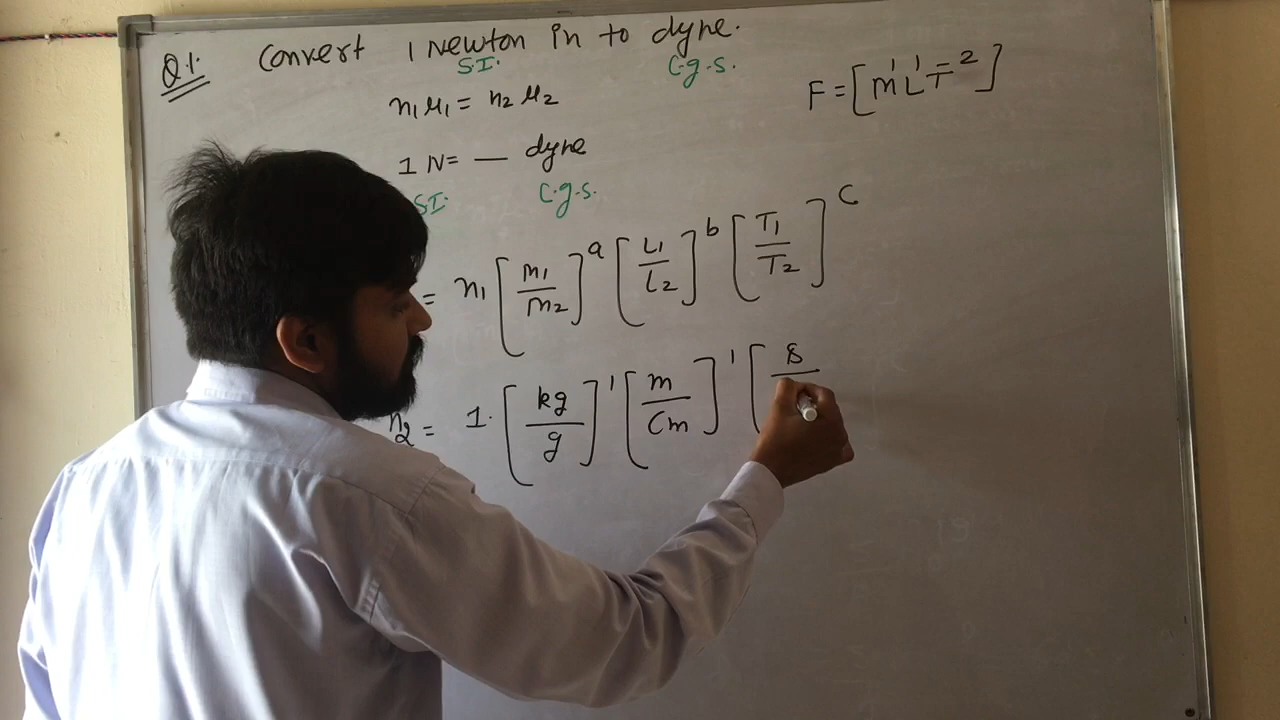 Q1. Convert 1 Newton in to dyne.
S.I. C.g.s.
n₁u₁ = n₂u₂
F = [M¹L¹T⁻²]
1 N = — dyne
S.I. C.g.s.
= n₁ [M₁/M₂]ᵃ [L₁/L₂]ᵇ [T₁/T₂]ᶜ
n₂ = 1. [kg/g]¹ [m/Cm]¹ [s